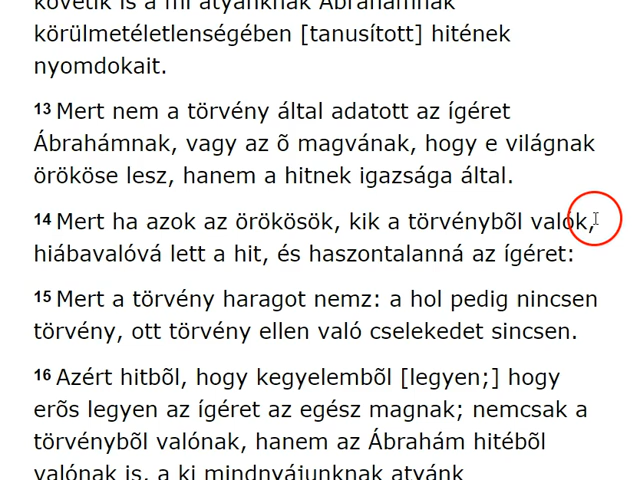 követik is a mi atyánknak Ábrahámnak
körülmetéletlenségében [tanusított] hitének
nyomdokait.
13 Mert nem a törvény által adatott az ígéret
Ábrahámnak, vagy az õ magvának, hogy e világnak
örököse lesz, hanem a hitnek igazsága által.
14 Mert ha azok az örökösök, kik a törvénybõl valók,
hiábavalóvá lett a hit, és haszontalanná az ígéret:
15 Mert a törvény haragot nemz: a hol pedig nincsen
törvény, ott törvény ellen való cselekedet sincsen.
16 Azért hitbõl, hogy kegyelembõl [legyen;] hogy
erõs legyen az ígéret az egész magnak; nemcsak a
törvénybõl valónak, hanem az Ábrahám hitébõl
valónak is, a ki mindnyájunknak atyánk